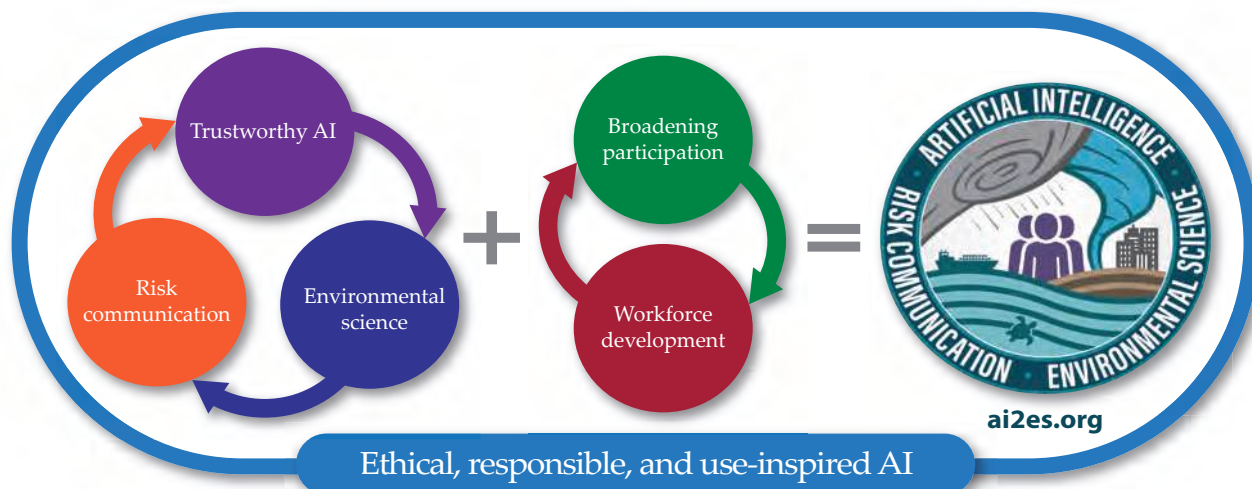 Trustworthy AI
Risk
communication
Environmental
science
+
Broadening
participation
Workforce
development
=
ARTIFICIAL INTELLIGENCE · ENVIRONMENTAL SCIENCE · RISK COMMUNICATION ·
ai2es.org
Ethical, responsible, and use-inspired AI